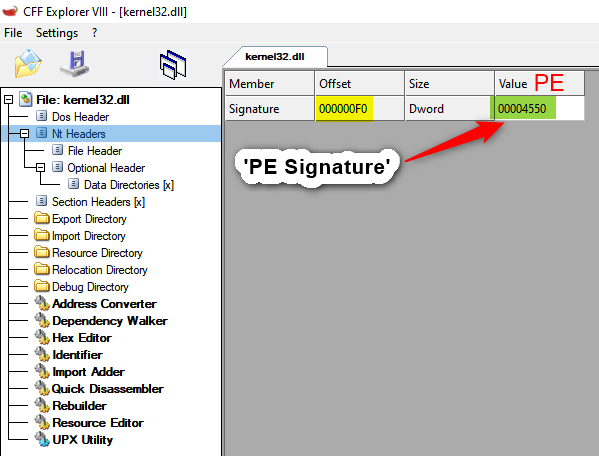 CFF Explorer VIII - [kernel32.dll]
File Settings ?
kernel32.dll
Member Offset Size Value PE
Signature 000000F0 Dword 00004550
'PE Signature'
File: kernel32.dll
Dos Header
Nt Headers
File Header
Optional Header
Data Directories [x]
Section Headers [x]
Export Directory
Import Directory
Resource Directory
Relocation Directory
Debug Directory
Address Converter
Dependency Walker
Hex Editor
Identifier
Import Adder
Quick Disassembler
Rebuilder
Resource Editor
UPX Utility